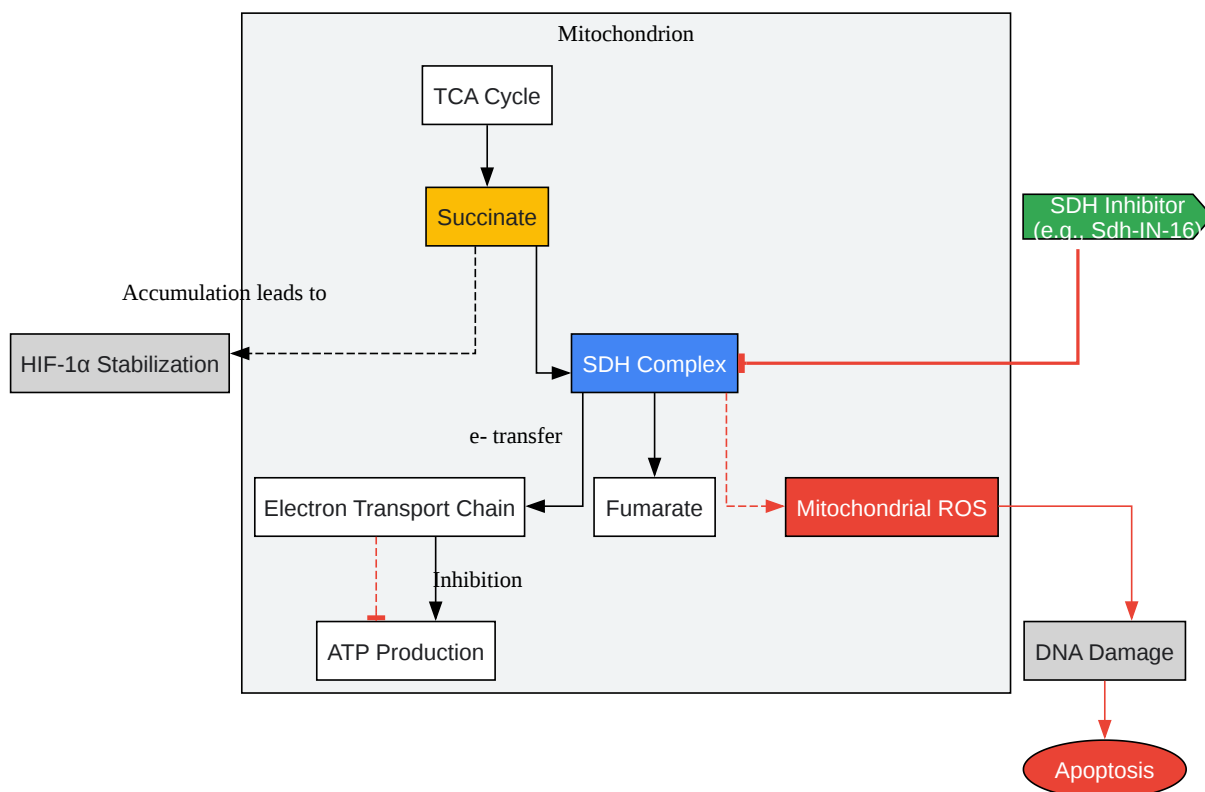 Mitochondrion
TCA Cycle
Succinate
SDH Inhibitor
(e.g., Sdh-IN-16)
Accumulation leads to
HIF-1α Stabilization
SDH Complex
e- transfer
Electron Transport Chain
Fumarate
Mitochondrial ROS
Inhibition
ATP Production
DNA Damage
Apoptosis